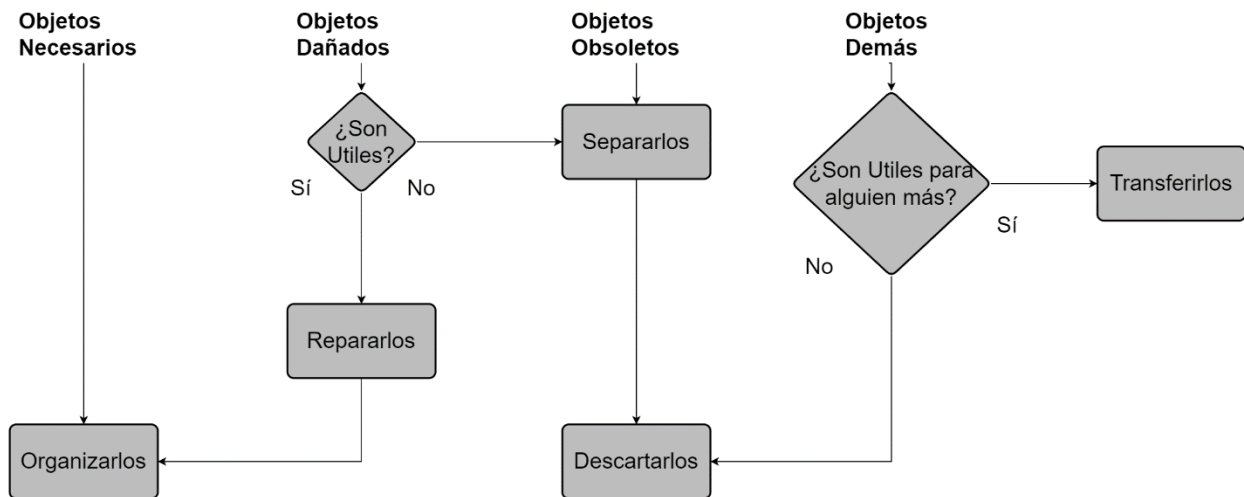 Objetos
Necesarios
Objetos
Dañados
Objetos
Obsoletos
Objetos
Demás
¿Son
Utiles?
Sí
No
Separarlos
¿Son Utiles para
alguien más?
Sí
No
Transferirlos
Repararlos
Organizarlos
Descartarlos